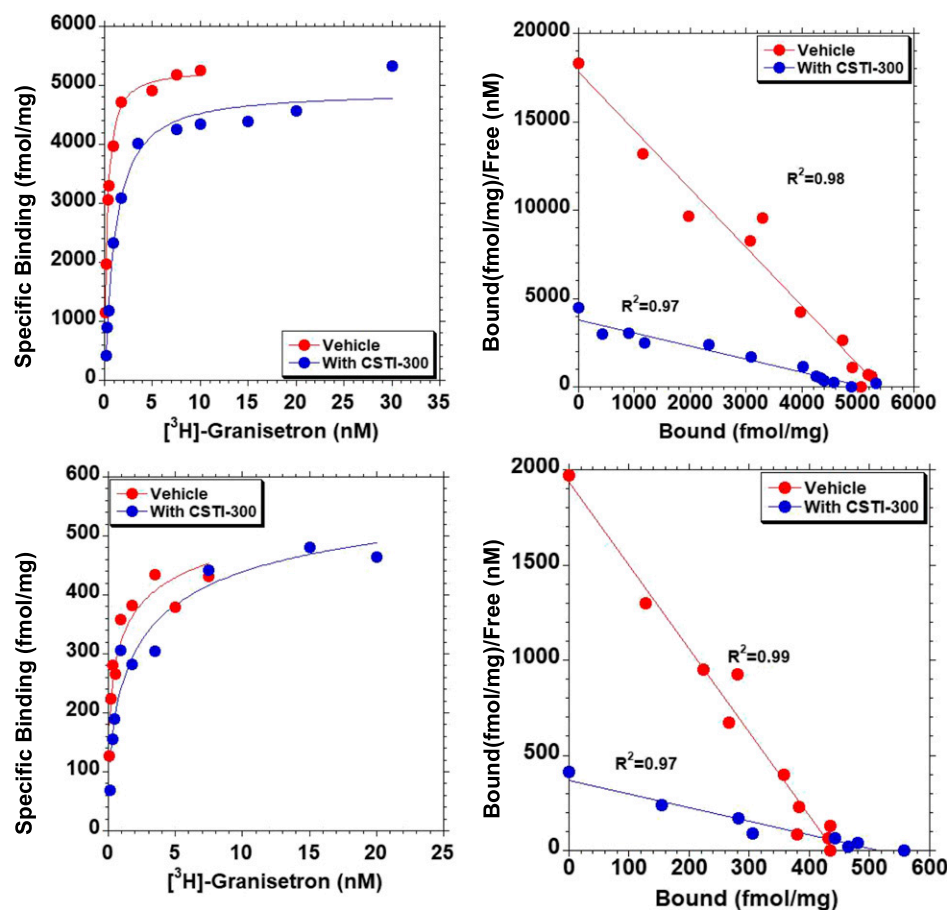 6000
5000
4000
3000
2000
1000
0
Specific Binding (fmol/mg)
Vehicle
With CSTI-300
0 5 10 15 20 25 30 35
[³H]-Granisetron (nM)
20000
15000
10000
5000
0
Bound(fmol/mg)/Free (nM)
Vehicle
With CSTI-300
R²=0.98
R²=0.97
0 1000 2000 3000 4000 5000 6000
Bound (fmol/mg)
600
500
400
300
200
100
0
Specific Binding (fmol/mg)
Vehicle
With CSTI-300
0 5 10 15 20 25
[³H]-Granisetron (nM)
2000
1500
1000
500
0
Bound(fmol/mg)/Free (nM)
Vehicle
With CSTI-300
R²=0.99
R²=0.97
0 100 200 300 400 500 600
Bound (fmol/mg)